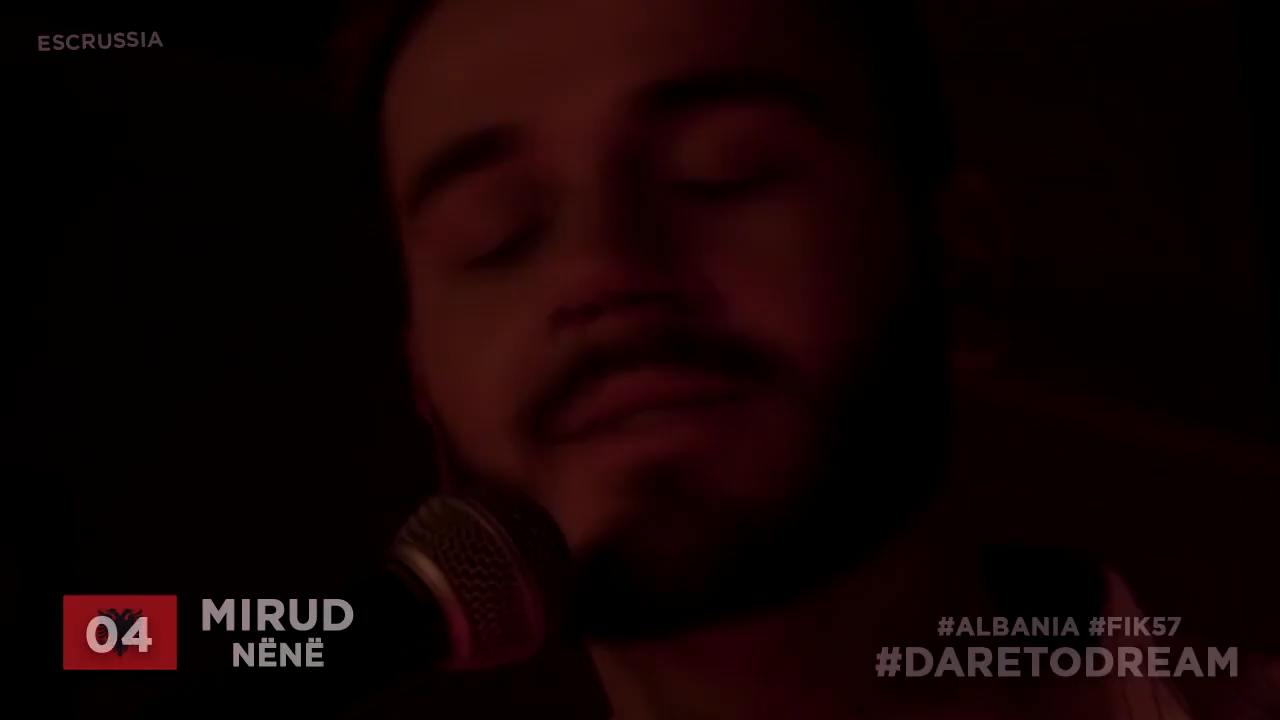 ESCRUSSIA
04
MIRUD
NËNË
#ALBANIA #FIK57
#DARETODREAM